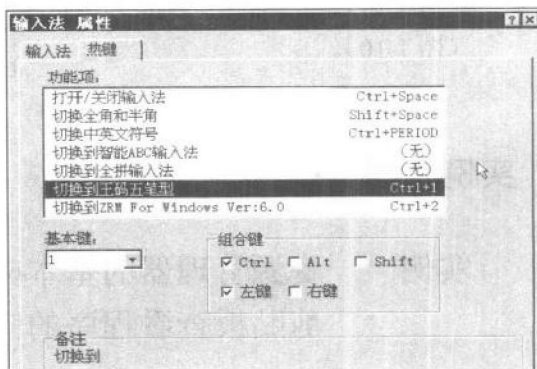 输入法 属性
输入法 热键
功能项:
打开/关闭输入法 Ctrl+Space
切换全角和半角 Shift+Space
切换中英文符号 Ctrl+PERIOD
切换到智能ABC输入法 (无)
切换到全拼输入法 (无)
切换到王码五笔型 Ctrl+1
切换到ZRM For Windows Ver:6.0 Ctrl+2
基本键: 组合键
1 Ctrl Alt Shift
左键 右键
备注
切换到